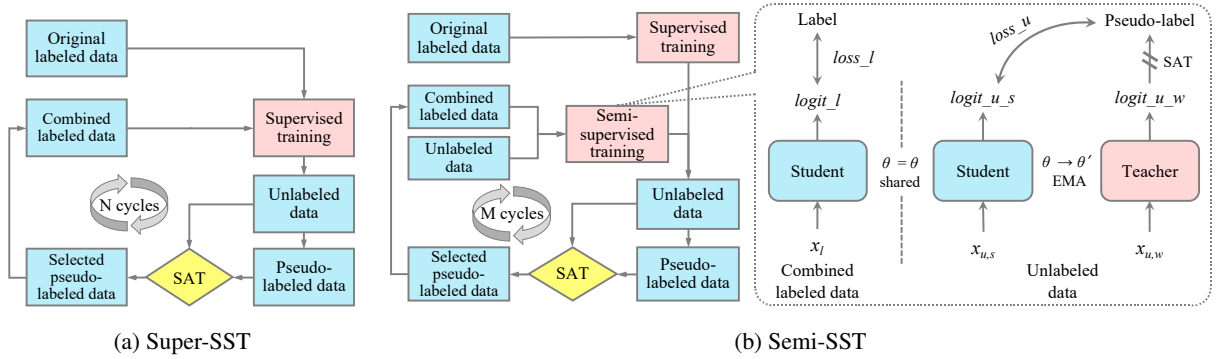 Original
labeled data
Combined
labeled data
Supervised
training
N cycles
Unlabeled
data
Selected
pseudo-
labeled data
SAT
Pseudo-
labeled data
(a) Super-SST
Original
labeled data
Supervised
training
Combined
labeled data
Unlabeled
data
Semi-
supervised
training
M cycles
Unlabeled
data
Selected
pseudo-
labeled data
SAT
Pseudo-
labeled data
Label
loss_l
logit_l
Student
x_l
Combined
labeled data
θ = θ
shared
loss_u
Pseudo-label
SAT
logit_u_s
logit_u_w
Student
θ → θ′
EMA
Teacher
x_{u,s}
x_{u,w}
Unlabeled
data
(b) Semi-SST